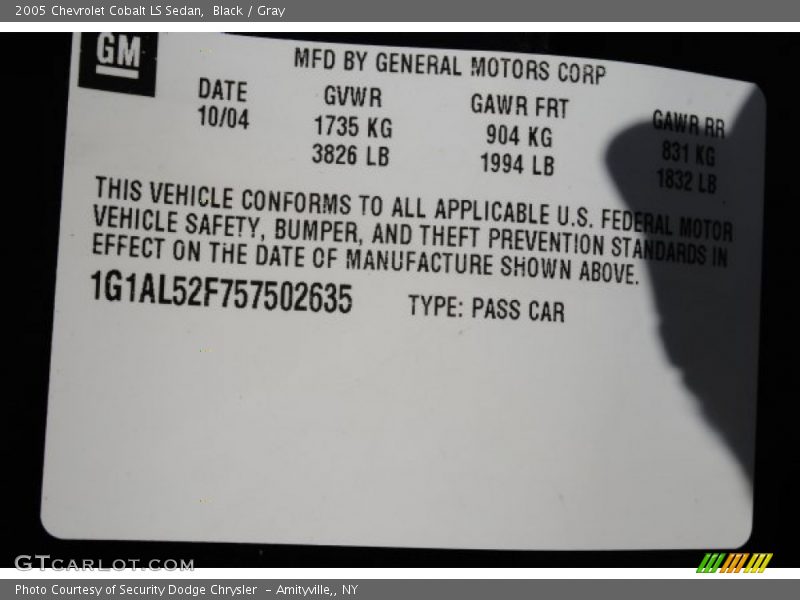 2005 Chevrolet Cobalt LS Sedan, Black / Gray
GM
MFD BY GENERAL MOTORS CORP
DATE GVWR GAWR FRT GAWR RR
10/04 1735 KG 904 KG 831 KG
3826 LB 1994 LB 1832 LB
THIS VEHICLE CONFORMS TO ALL APPLICABLE U.S. FEDERAL MOTOR
VEHICLE SAFETY, BUMPER, AND THEFT PREVENTION STANDARDS IN
EFFECT ON THE DATE OF MANUFACTURE SHOWN ABOVE.
1G1AL52F757502635 TYPE: PASS CAR
GTCARLOT.COM
Photo Courtesy of Security Dodge Chrysler - Amityville,, NY